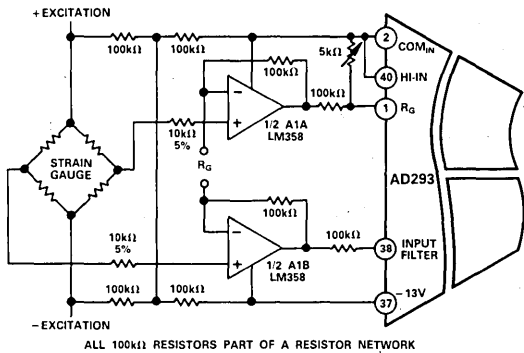 +EXCITATION
100kΩ
100kΩ
5kΩ
2
COMIN
100kΩ
40
HI-IN
100kΩ
1
RG
10kΩ
5%
1/2 A1A
LM358
STRAIN
GAUGE
RG
AD293
100kΩ
10kΩ
5%
100kΩ
38
INPUT
FILTER
1/2 A1B
LM358
37
–13V
100kΩ
100kΩ
–EXCITATION
ALL 100kΩ RESISTORS PART OF A RESISTOR NETWORK